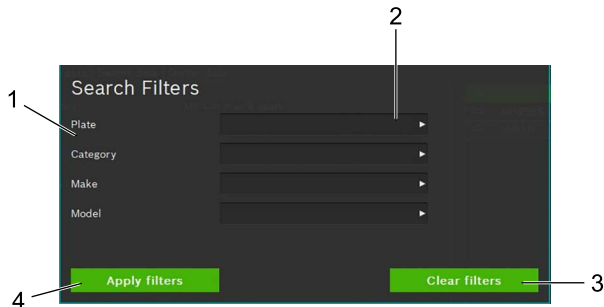 2
Search Filters
1
Plate
Category
Make
Model
Apply filters
Clear filters
4
3